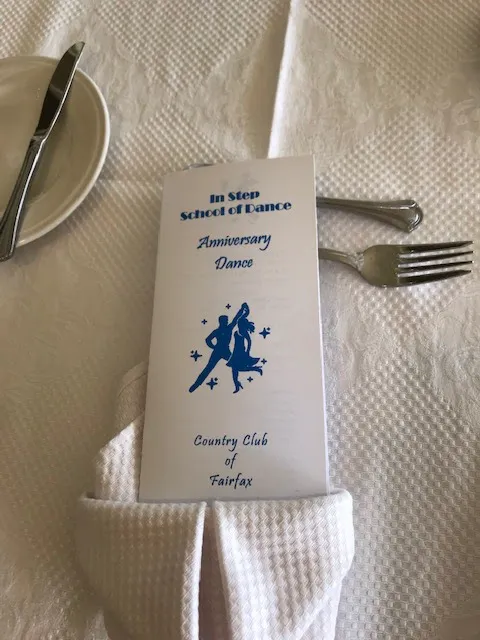 In Step
School of Dance
Anniversary
Dance
Country Club
of
Fairfax